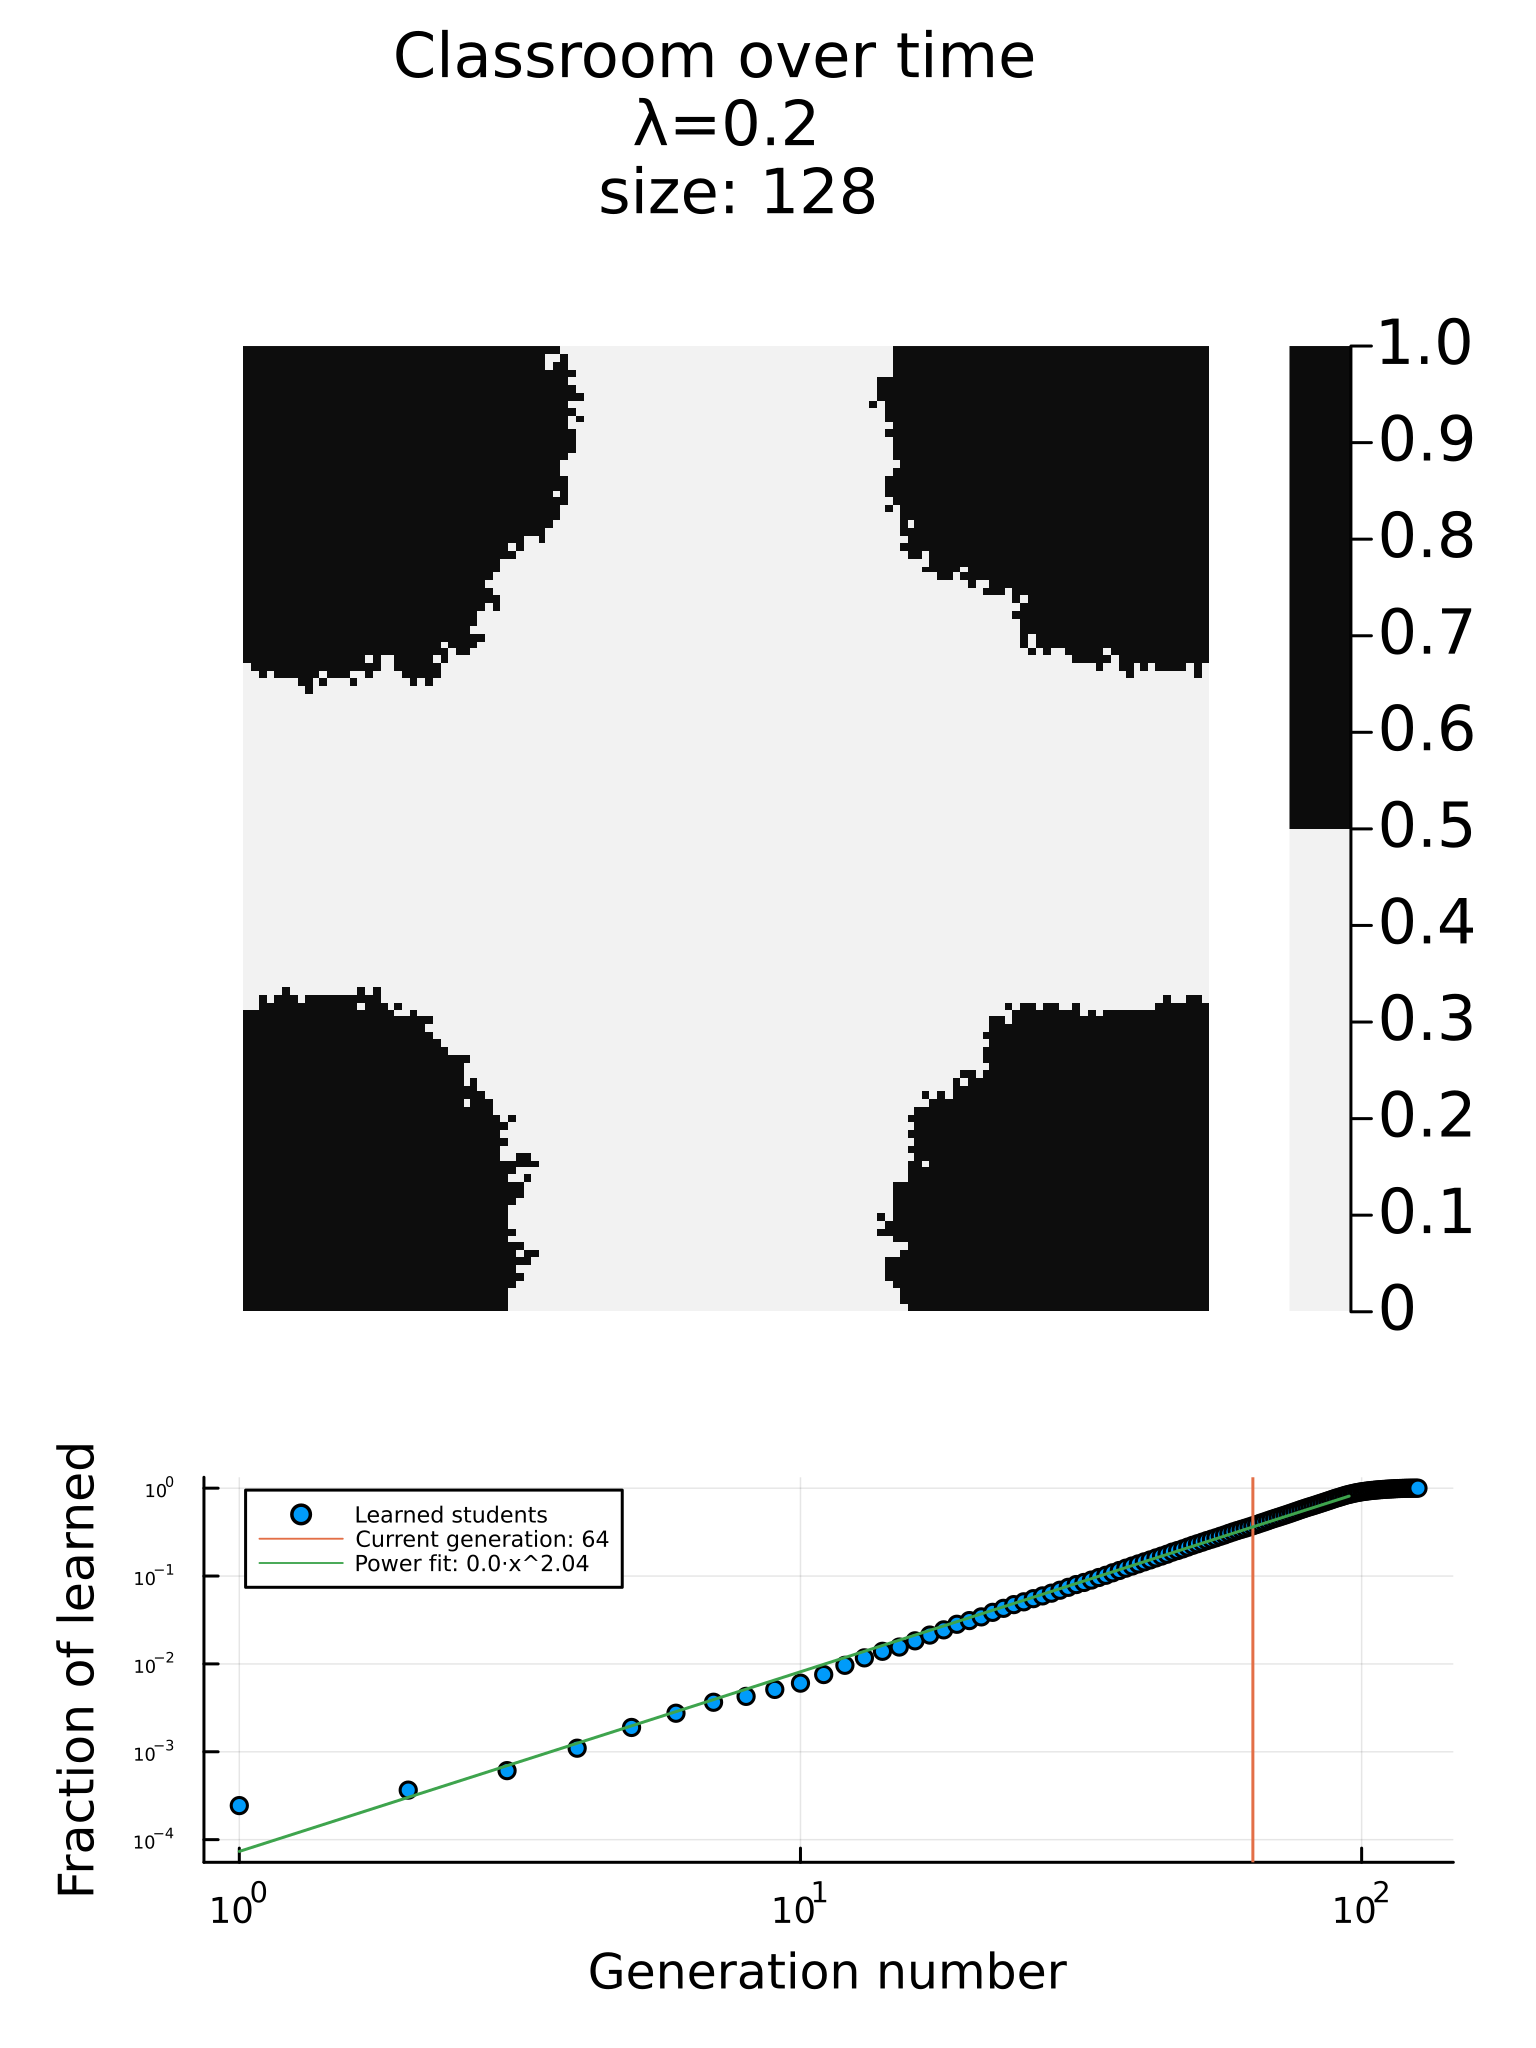 Classroom over time
λ=0.2
size: 128
1.0
0.9
0.8
0.7
0.6
0.5
0.4
0.3
0.2
0.1
0
Fraction of learned
10^0
10^-1
10^-2
10^-3
10^-4
Learned students
Current generation: 64
Power fit: 0.0·x^2.04
10^0
10^1
10^2
Generation number